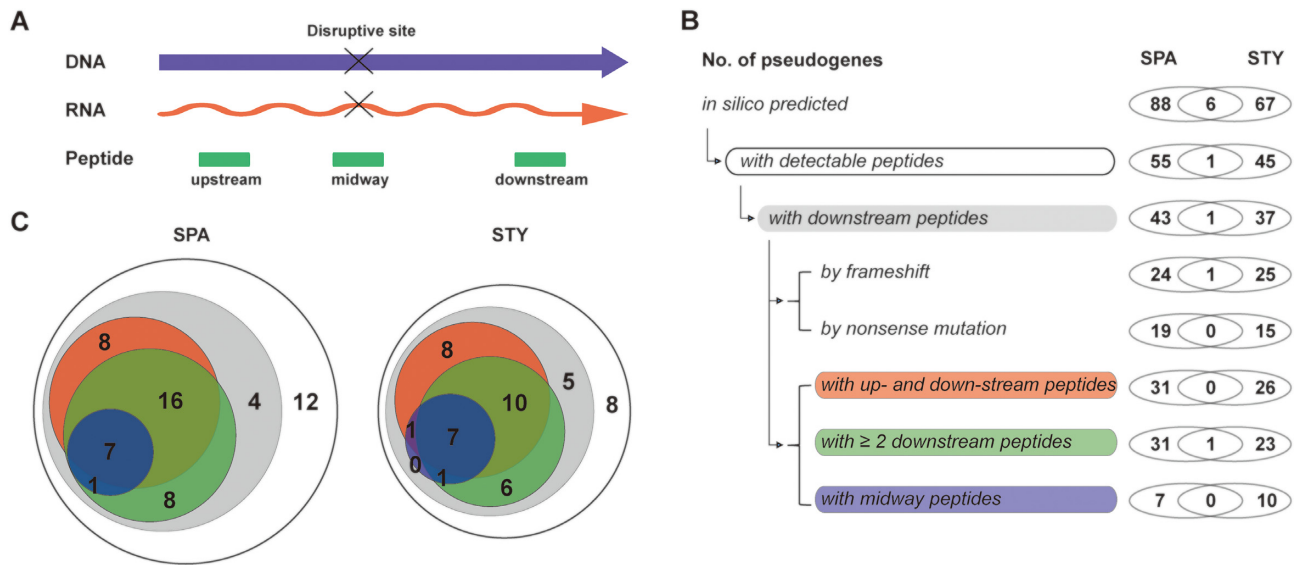 A
Disruptive site
DNA
RNA
Peptide
upstream midway downstream
B
No. of pseudogenes SPA STY
in silico predicted 88 6 67
with detectable peptides 55 1 45
with downstream peptides 43 1 37
by frameshift 24 1 25
by nonsense mutation 19 0 15
with up- and down-stream peptides 31 0 26
with ≥ 2 downstream peptides 31 1 23
with midway peptides 7 0 10
C
SPA
8
16 4 12
7
1
8
STY
8
5
10 8
1 7
0
1
6